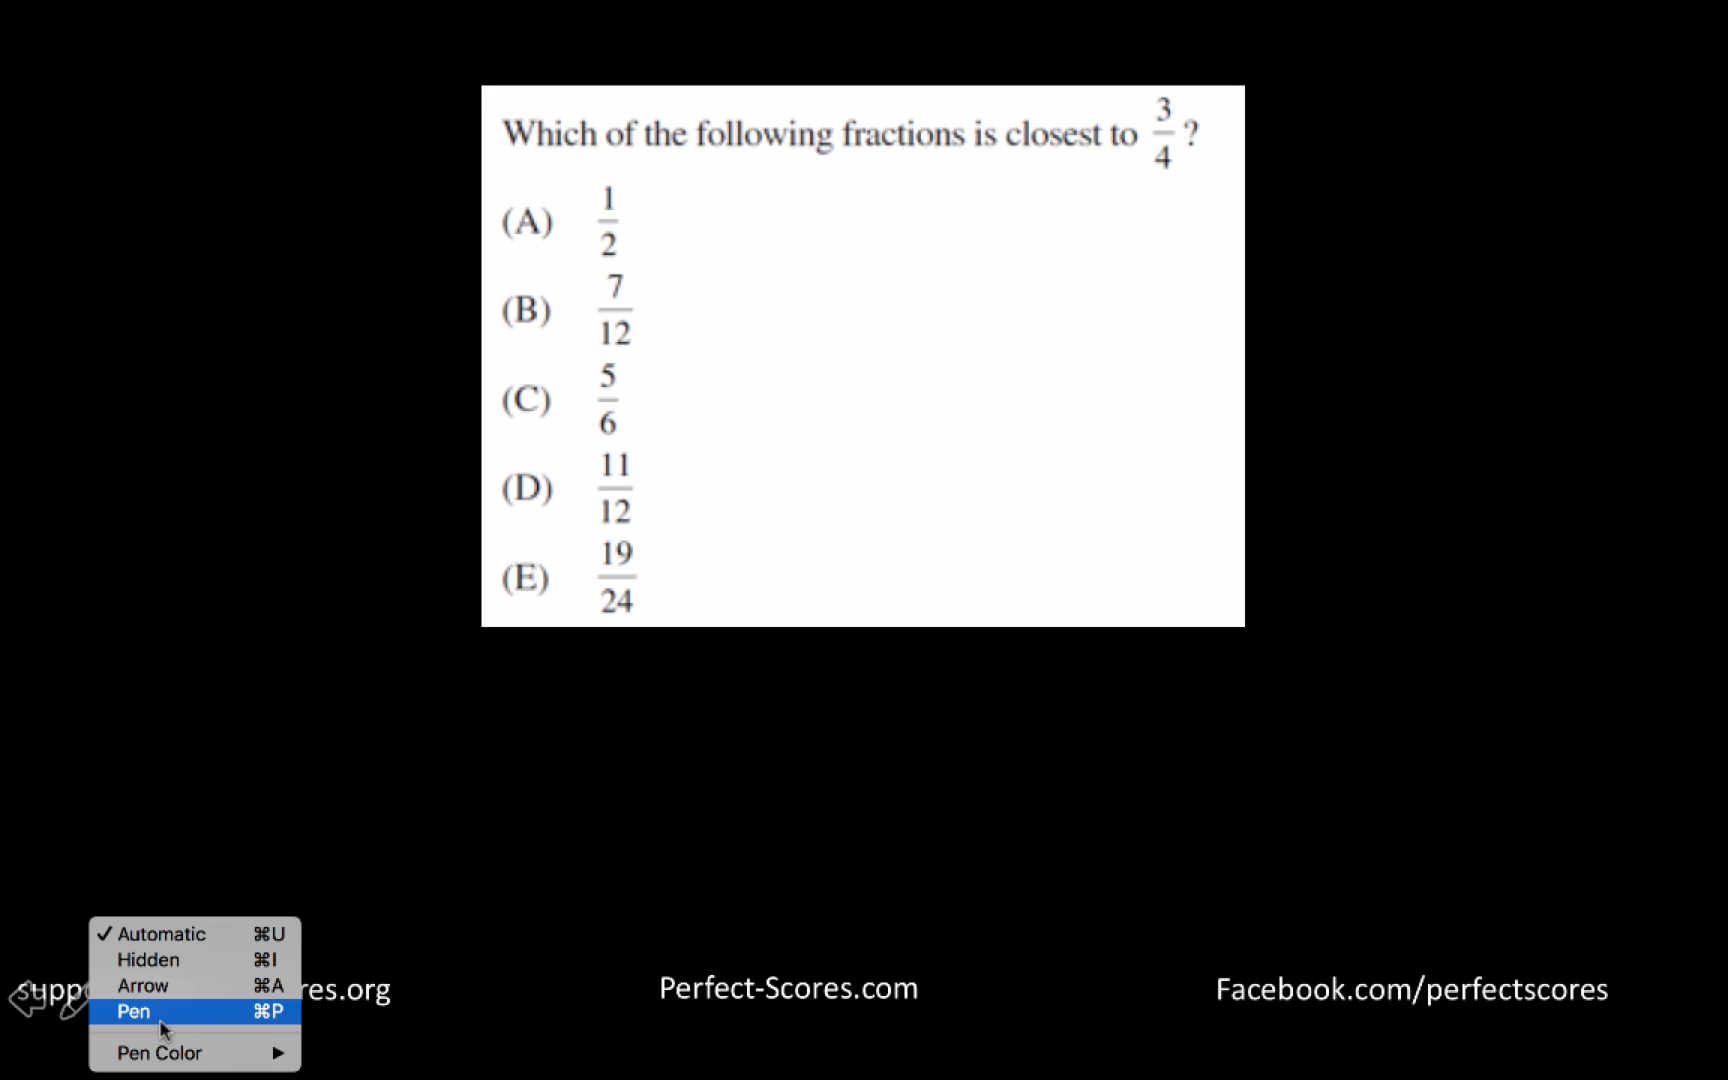 Which of the following fractions is closest to 3/4 ?
(A) 1/2
(B) 7/12
(C) 5/6
(D) 11/12
(E) 19/24
✓ Automatic ⌘U
Hidden ⌘I
Arrow ⌘A
Pen ⌘P
Pen Color ▶
supp res.org
Perfect-Scores.com
Facebook.com/perfectscores